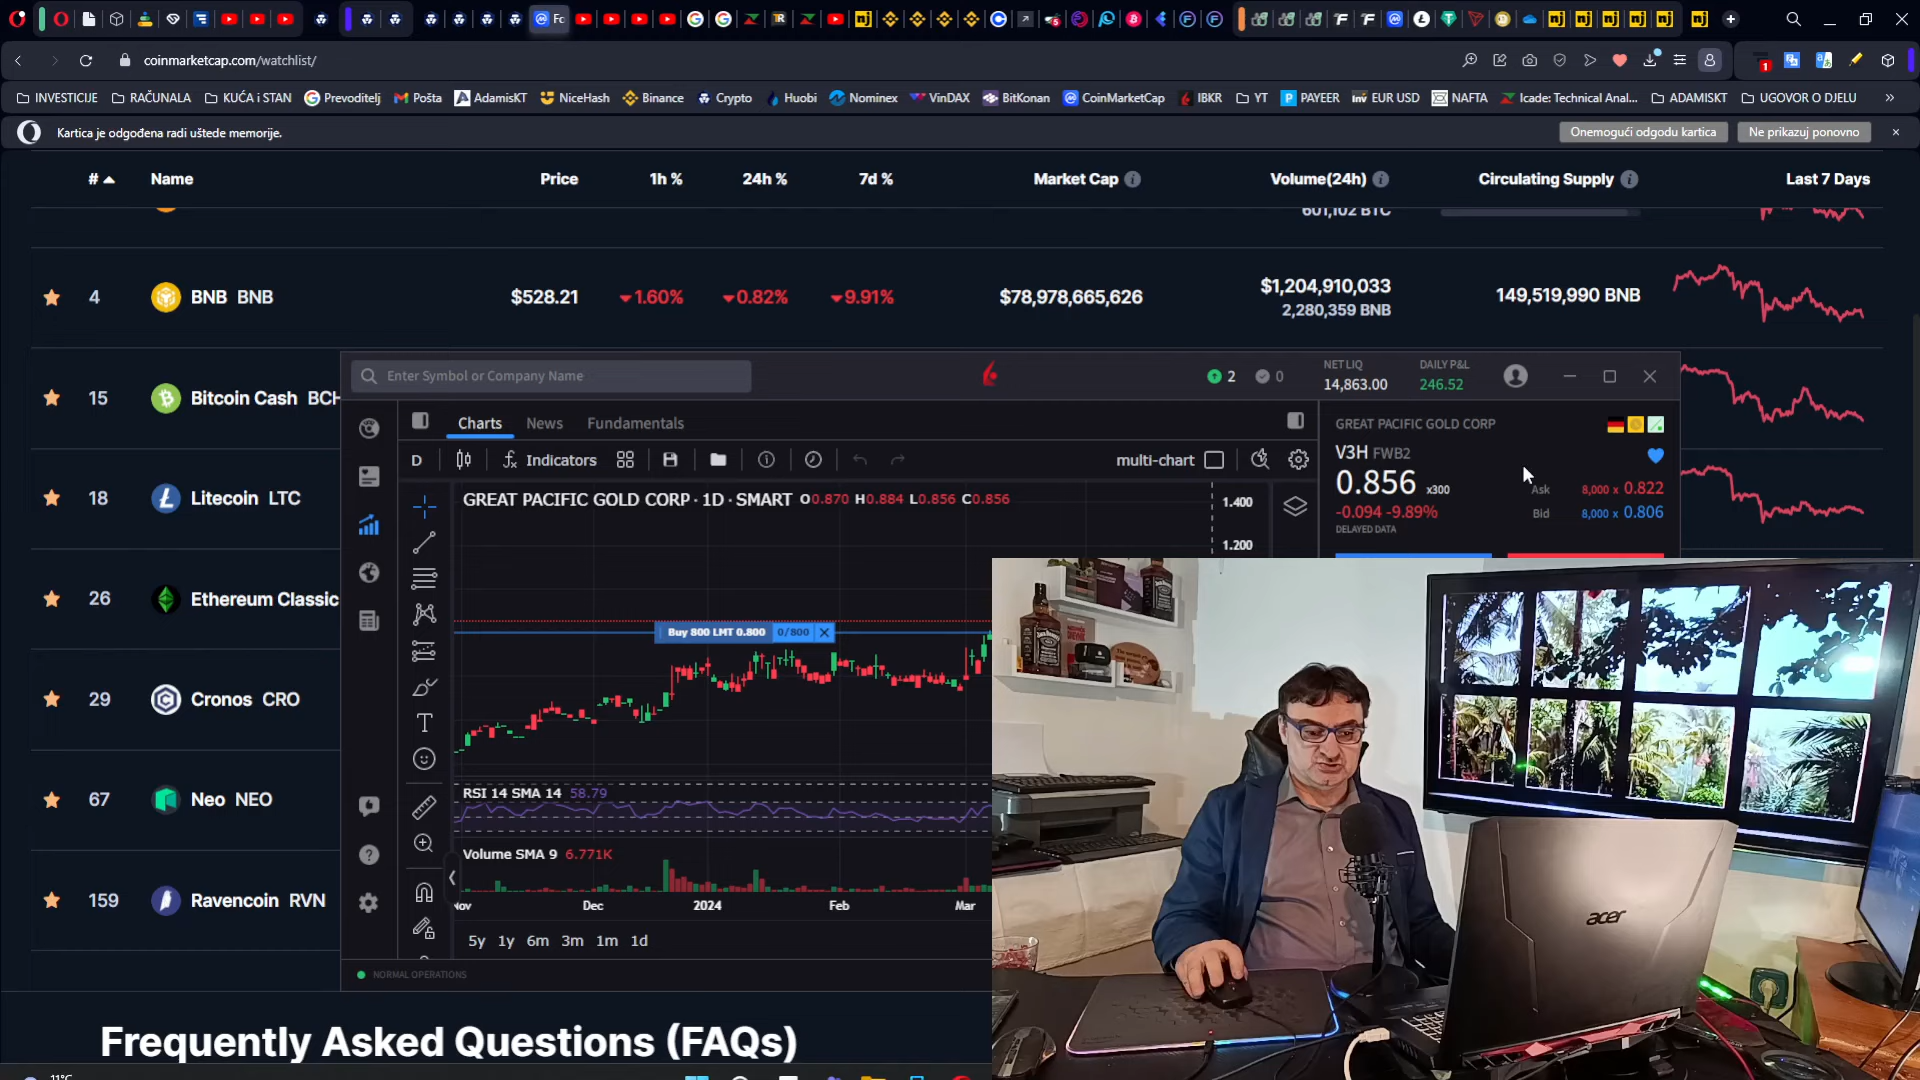 Fc
coinmarketcap.com/watchlist/
1
INVESTICIJE RAČUNALA KUĆA i STAN Prevoditelj Pošta AdamisKT NiceHash Binance Crypto Huobi Nominex VinDAX BitKonan CoinMarketCap IBKR YT PAYEER EUR USD NAFTA Icade: Technical Anal... ADAMISKT UGOVOR O DJELU
Kartica je odgođena radi uštede memorije. Onemogući odgodu kartica Ne prikazuj ponovno
# Name Price 1h % 24h % 7d % Market Cap Volume(24h) Circulating Supply Last 7 Days
601,102 BTC
4 BNB BNB $528.21 1.60% 0.82% 9.91% $78,978,665,626 $1,204,910,033 149,519,990 BNB
2,280,359 BNB
Enter Symbol or Company Name 2 0 NET LIQ DAILY P&L
14,863.00 246.52
15 Bitcoin Cash BCH
Charts News Fundamentals
GREAT PACIFIC GOLD CORP
D Indicators multi-chart
V3H FWB2
0.856 x300
Ask 8,000 x 0.822
-0.094 -9.89% Bid 8,000 x 0.806
DELAYED DATA
18 Litecoin LTC
GREAT PACIFIC GOLD CORP · 1D · SMART O0.870 H0.884 L0.856 C0.856
1.400
1.200
26 Ethereum Classic
Buy 800 LMT 0.800 0/800
29 Cronos CRO
67 Neo NEO
RSI 14 SMA 14 58.79
Volume SMA 9 6.771K
159 Ravencoin RVN
Nov Dec 2024 Feb Mar
5y 1y 6m 3m 1m 1d
NORMAL OPERATIONS
acer
Frequently Asked Questions (FAQs)
11°C